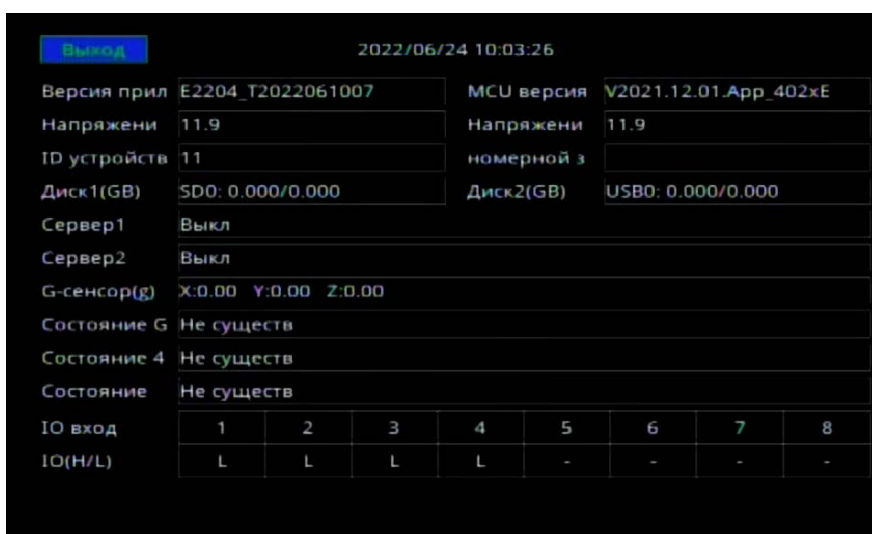 Выход 2022/06/24 10:03:26
Версия прил E2204_T2022061007 MCU версия V2021.12.01.App_402xE
Напряжени 11.9 Напряжени 11.9
ID устройств 11 номерной з
Диск1(GB) SD0: 0.000/0.000 Диск2(GB) USB0: 0.000/0.000
Сервер1 Выкл
Сервер2 Выкл
G-сенсор(g) X:0.00 Y:0.00 Z:0.00
Состояние G Не существ
Состояние 4 Не существ
Состояние Не существ
IO вход 1 2 3 4 5 6 7 8
IO(H/L) L L L L - - - -